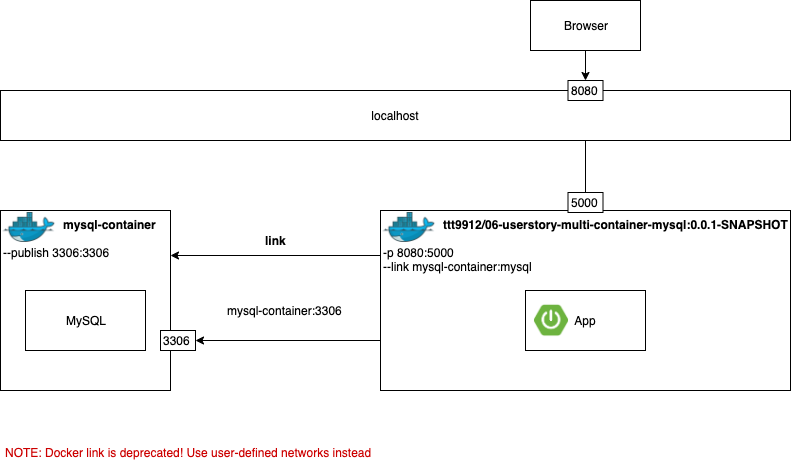 Browser
8080
localhost
5000
mysql-container
--publish 3306:3306
MySQL
3306
link
mysql-container:3306
ttt9912/06-userstory-multi-container-mysql:0.0.1-SNAPSHOT
-p 8080:5000
--link mysql-container:mysql
App
NOTE: Docker link is deprecated! Use user-defined networks instead